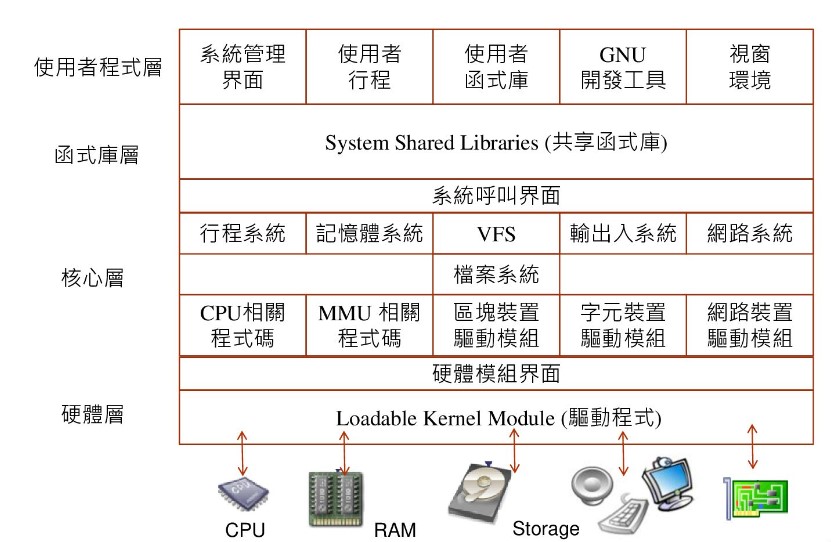 使用者程式層
系統管理
界面
使用者
行程
使用者
函式庫
GNU
開發工具
視窗
環境
函式庫層
System Shared Libraries (共享函式庫)
系統呼叫界面
核心層
行程系統
記憶體系統
VFS
輸出入系統
網路系統
檔案系統
CPU相關
程式碼
MMU 相關
程式碼
區塊裝置
驅動模組
字元裝置
驅動模組
網路裝置
驅動模組
硬體模組界面
硬體層
Loadable Kernel Module (驅動程式)
CPU
RAM
Storage